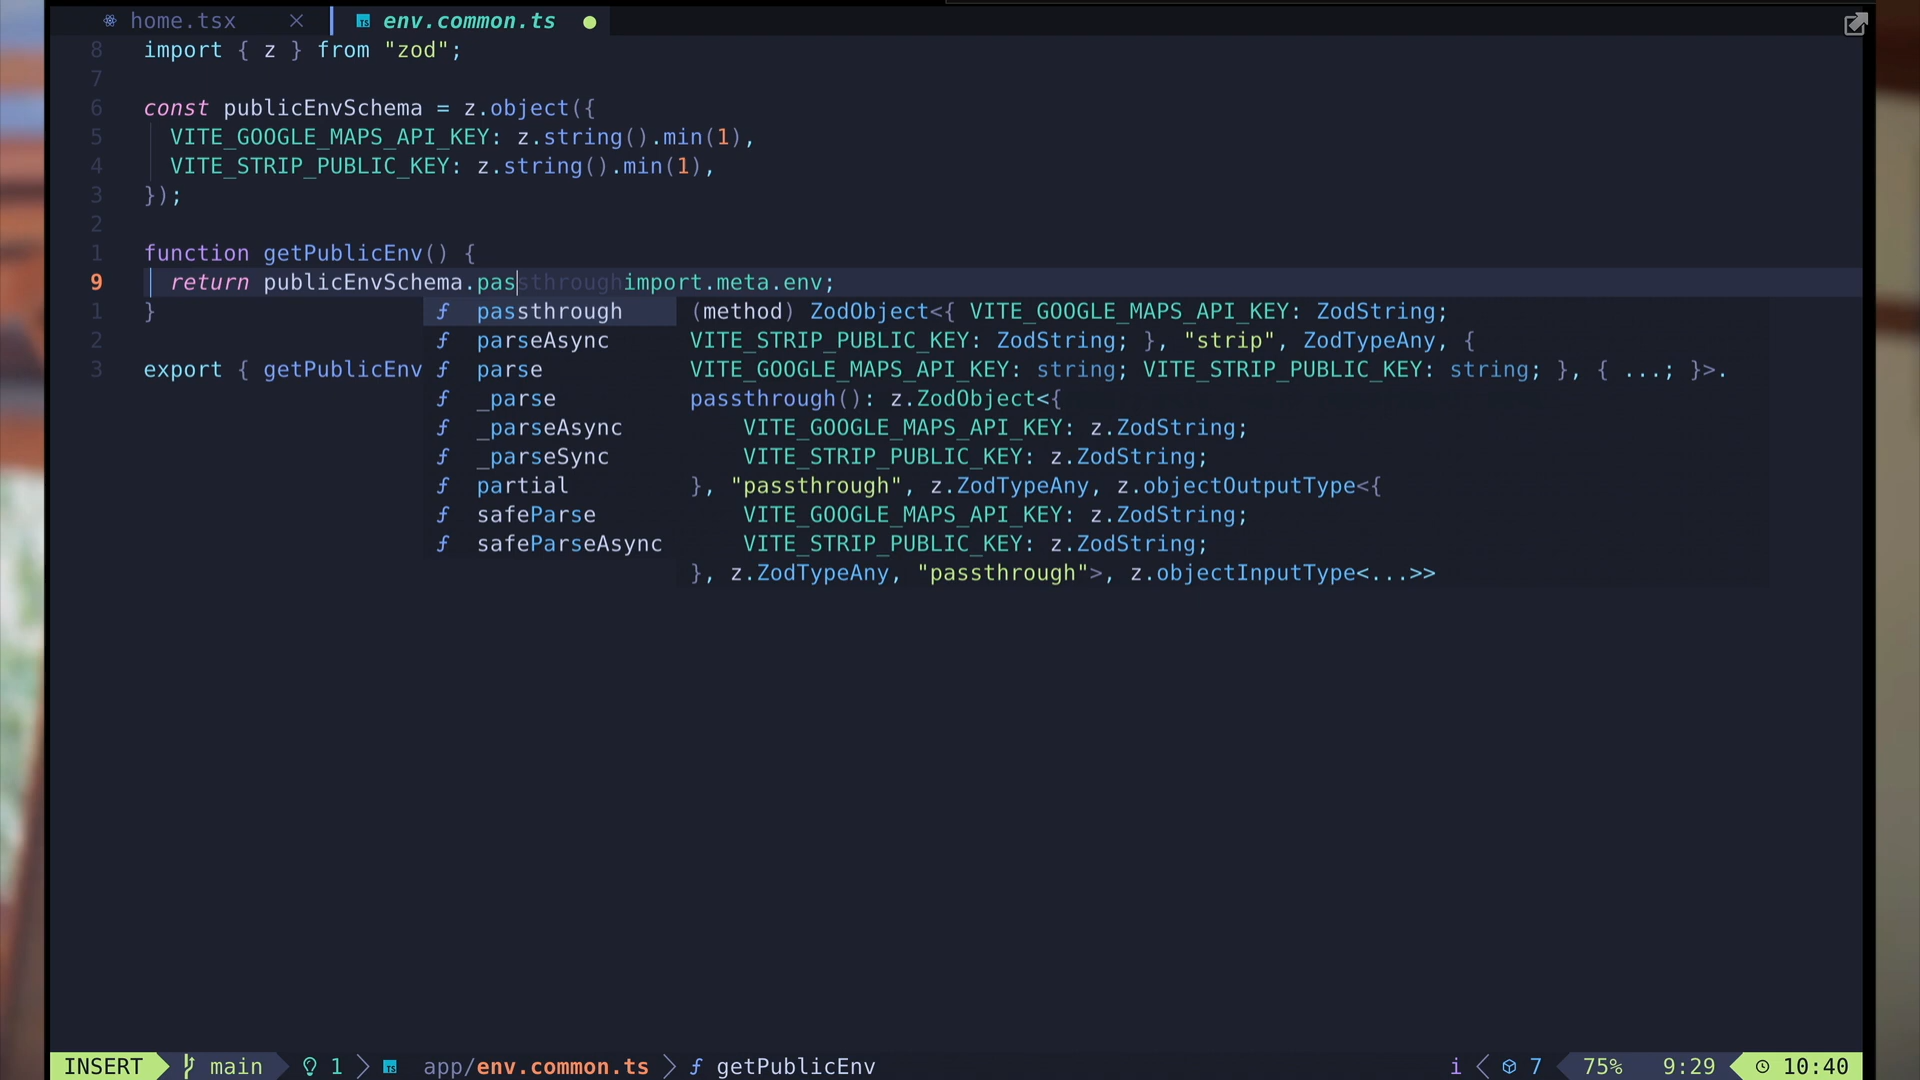 home.tsx env.common.ts
8 import { z } from "zod";
7
6 const publicEnvSchema = z.object({
5 VITE_GOOGLE_MAPS_API_KEY: z.string().min(1),
4 VITE_STRIP_PUBLIC_KEY: z.string().min(1),
3 });
2
1 function getPublicEnv() {
9 return publicEnvSchema.passthroughimport.meta.env;
1 } ƒ passthrough (method) ZodObject<{ VITE_GOOGLE_MAPS_API_KEY: ZodString;
2 ƒ parseAsync VITE_STRIP_PUBLIC_KEY: ZodString; }, "strip", ZodTypeAny, {
3 export { getPublicEnv ƒ parse VITE_GOOGLE_MAPS_API_KEY: string; VITE_STRIP_PUBLIC_KEY: string; }, { ...; }>.
ƒ _parse passthrough(): z.ZodObject<{
ƒ _parseAsync VITE_GOOGLE_MAPS_API_KEY: z.ZodString;
ƒ _parseSync VITE_STRIP_PUBLIC_KEY: z.ZodString;
ƒ partial }, "passthrough", z.ZodTypeAny, z.objectOutputType<{
ƒ safeParse VITE_GOOGLE_MAPS_API_KEY: z.ZodString;
ƒ safeParseAsync VITE_STRIP_PUBLIC_KEY: z.ZodString;
}, z.ZodTypeAny, "passthrough">, z.objectInputType<...>>
INSERT main 1 app/env.common.ts ƒ getPublicEnv i 7 75% 9:29 10:40